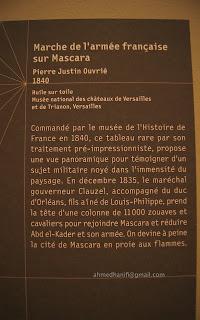 Marche de l'armée française
sur Mascara
Pierre Justin Ouvrié
1840
Huile sur toile
Musée national des châteaux de Versailles
et de Trianon, Versailles
Commandé par le musée de l'Histoire de
France en 1840, ce tableau rare par son
traitement pré-impressionniste, propose
une vue panoramique pour témoigner d'un
sujet militaire noyé dans l'immensité du
paysage. En décembre 1835, le maréchal
gouverneur Clauzel, accompagné du duc
d'Orléans, fils aîné de Louis-Philippe, prend
la tête d'une colonne de 11000 zouaves et
cavaliers pour rejoindre Mascara et réduire
Abd el-Kader et son armée. On devine à peine
la cité de Mascara en proie aux flammes.
ahmedhanifi@gmail.com